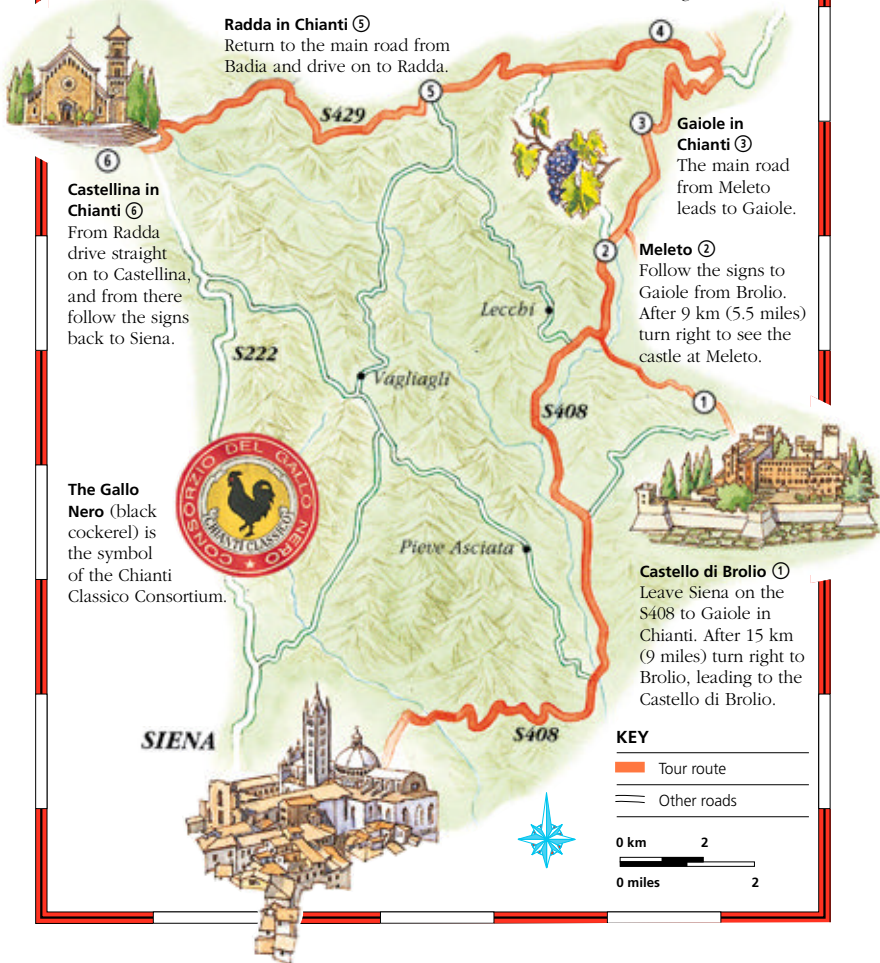 Radda in Chianti ⑤
Return to the main road from
Badia and drive on to Radda.
④
⑤
S429
③
Gaiole in
Chianti ③
The main road
from Meleto
leads to Gaiole.
⑥
Castellina in
Chianti ⑥
From Radda
drive straight
on to Castellina,
and from there
follow the signs
back to Siena.
②
Meleto ②
Follow the signs to
Gaiole from Brolio.
After 9 km (5.5 miles)
turn right to see the
castle at Meleto.
Lecchi
S222
Vagliagli
S408
①
The Gallo
Nero (black
cockerel) is
the symbol
of the Chianti
Classico Consortium.
CONSORZIO DEL GALLO NERO
CHIANTI CLASSICO
Pieve Asciata
Castello di Brolio ①
Leave Siena on the
S408 to Gaiole in
Chianti. After 15 km
(9 miles) turn right to
Brolio, leading to the
Castello di Brolio.
SIENA
S408
KEY
Tour route
Other roads
0 km 2
0 miles 2